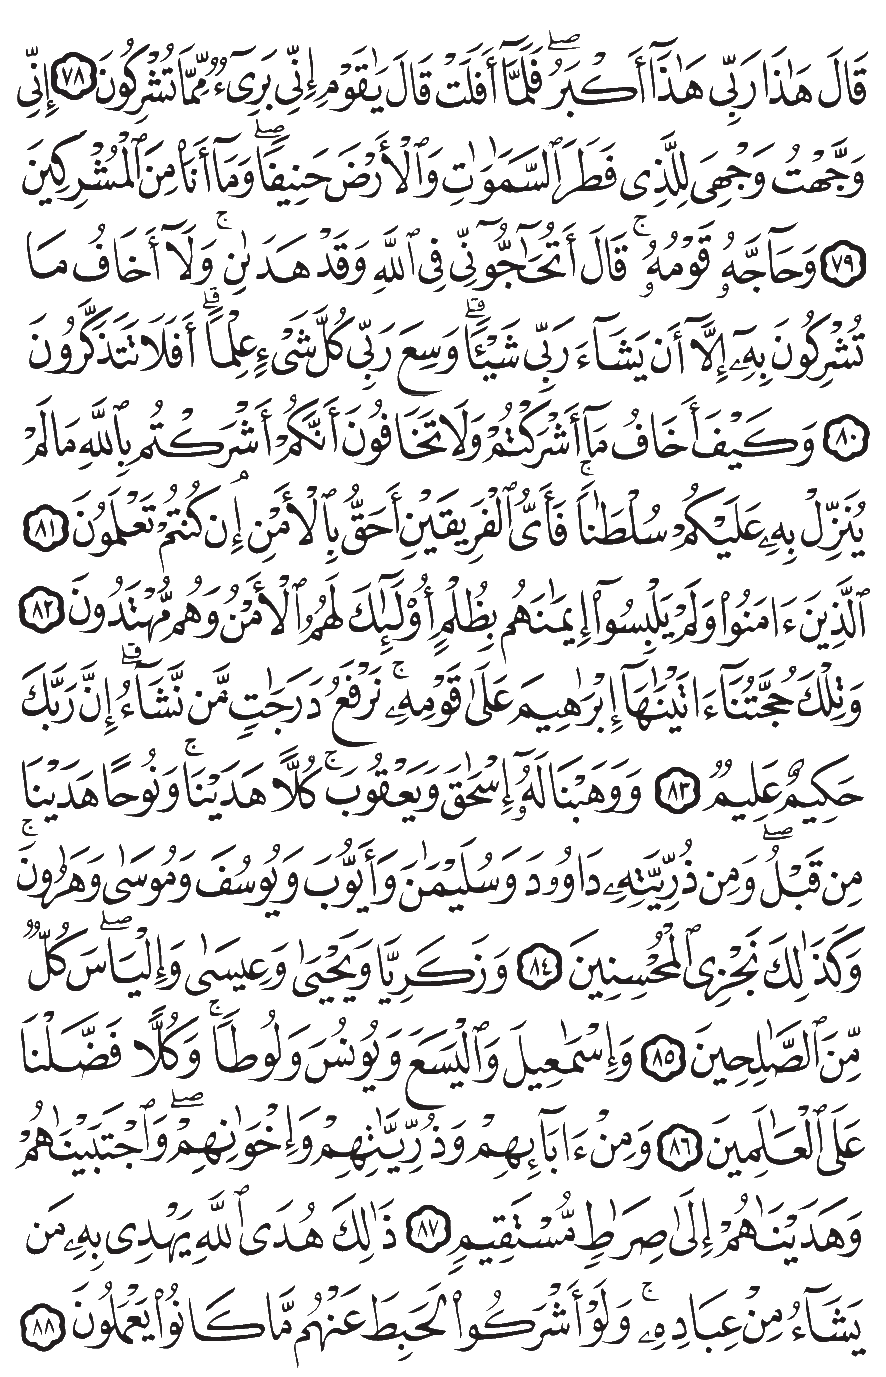 قَالَ هَٰذَا رَبِّي هَٰذَآ أَكْبَرُ ۖ فَلَمَّآ أَفَلَتْ قَالَ يَٰقَوْمِ إِنِّي بَرِيٓءٌ مِّمَّا تُشْرِكُونَ ٧٨ إِنِّي
وَجَّهْتُ وَجْهِيَ لِلَّذِي فَطَرَ ٱلسَّمَٰوَٰتِ وَٱلْأَرْضَ حَنِيفًا ۖ وَمَآ أَنَا۠ مِنَ ٱلْمُشْرِكِينَ
٧٩ وَحَآجَّهُۥ قَوْمُهُۥ ۚ قَالَ أَتُحَٰٓجُّوٓنِّي فِي ٱللَّهِ وَقَدْ هَدَىٰنِ ۚ وَلَآ أَخَافُ مَا
تُشْرِكُونَ بِهِۦٓ إِلَّآ أَن يَشَآءَ رَبِّي شَيْـًٔا ۗ وَسِعَ رَبِّي كُلَّ شَيْءٍ عِلْمًا ۗ أَفَلَا تَتَذَكَّرُونَ
٨٠ وَكَيْفَ أَخَافُ مَآ أَشْرَكْتُمْ وَلَا تَخَافُونَ أَنَّكُمْ أَشْرَكْتُم بِٱللَّهِ مَا لَمْ
يُنَزِّلْ بِهِۦ عَلَيْكُمْ سُلْطَٰنًا ۚ فَأَيُّ ٱلْفَرِيقَيْنِ أَحَقُّ بِٱلْأَمْنِ ۖ إِن كُنتُمْ تَعْلَمُونَ ٨١
ٱلَّذِينَ ءَامَنُوا۟ وَلَمْ يَلْبِسُوٓا۟ إِيمَٰنَهُم بِظُلْمٍ أُو۟لَٰٓئِكَ لَهُمُ ٱلْأَمْنُ وَهُم مُّهْتَدُونَ ٨٢
وَتِلْكَ حُجَّتُنَآ ءَاتَيْنَٰهَآ إِبْرَٰهِيمَ عَلَىٰ قَوْمِهِۦ ۚ نَرْفَعُ دَرَجَٰتٍ مَّن نَّشَآءُ ۗ إِنَّ رَبَّكَ
حَكِيمٌ عَلِيمٌ ٨٣ وَوَهَبْنَا لَهُۥٓ إِسْحَٰقَ وَيَعْقُوبَ ۚ كُلًّا هَدَيْنَا ۚ وَنُوحًا هَدَيْنَا
مِن قَبْلُ ۖ وَمِن ذُرِّيَّتِهِۦ دَاوُۥدَ وَسُلَيْمَٰنَ وَأَيُّوبَ وَيُوسُفَ وَمُوسَىٰ وَهَٰرُونَ ۚ
وَكَذَٰلِكَ نَجْزِي ٱلْمُحْسِنِينَ ٨٤ وَزَكَرِيَّا وَيَحْيَىٰ وَعِيسَىٰ وَإِلْيَاسَ ۖ كُلٌّ
مِّنَ ٱلصَّٰلِحِينَ ٨٥ وَإِسْمَٰعِيلَ وَٱلْيَسَعَ وَيُونُسَ وَلُوطًا ۚ وَكُلًّا فَضَّلْنَا
عَلَى ٱلْعَٰلَمِينَ ٨٦ وَمِنْ ءَابَآئِهِمْ وَذُرِّيَّٰتِهِمْ وَإِخْوَٰنِهِمْ ۖ وَٱجْتَبَيْنَٰهُمْ
وَهَدَيْنَٰهُمْ إِلَىٰ صِرَٰطٍ مُّسْتَقِيمٍ ٨٧ ذَٰلِكَ هُدَى ٱللَّهِ يَهْدِي بِهِۦ مَن
يَشَآءُ مِنْ عِبَادِهِۦ ۚ وَلَوْ أَشْرَكُوا۟ لَحَبِطَ عَنْهُم مَّا كَانُوا۟ يَعْمَلُونَ ٨٨